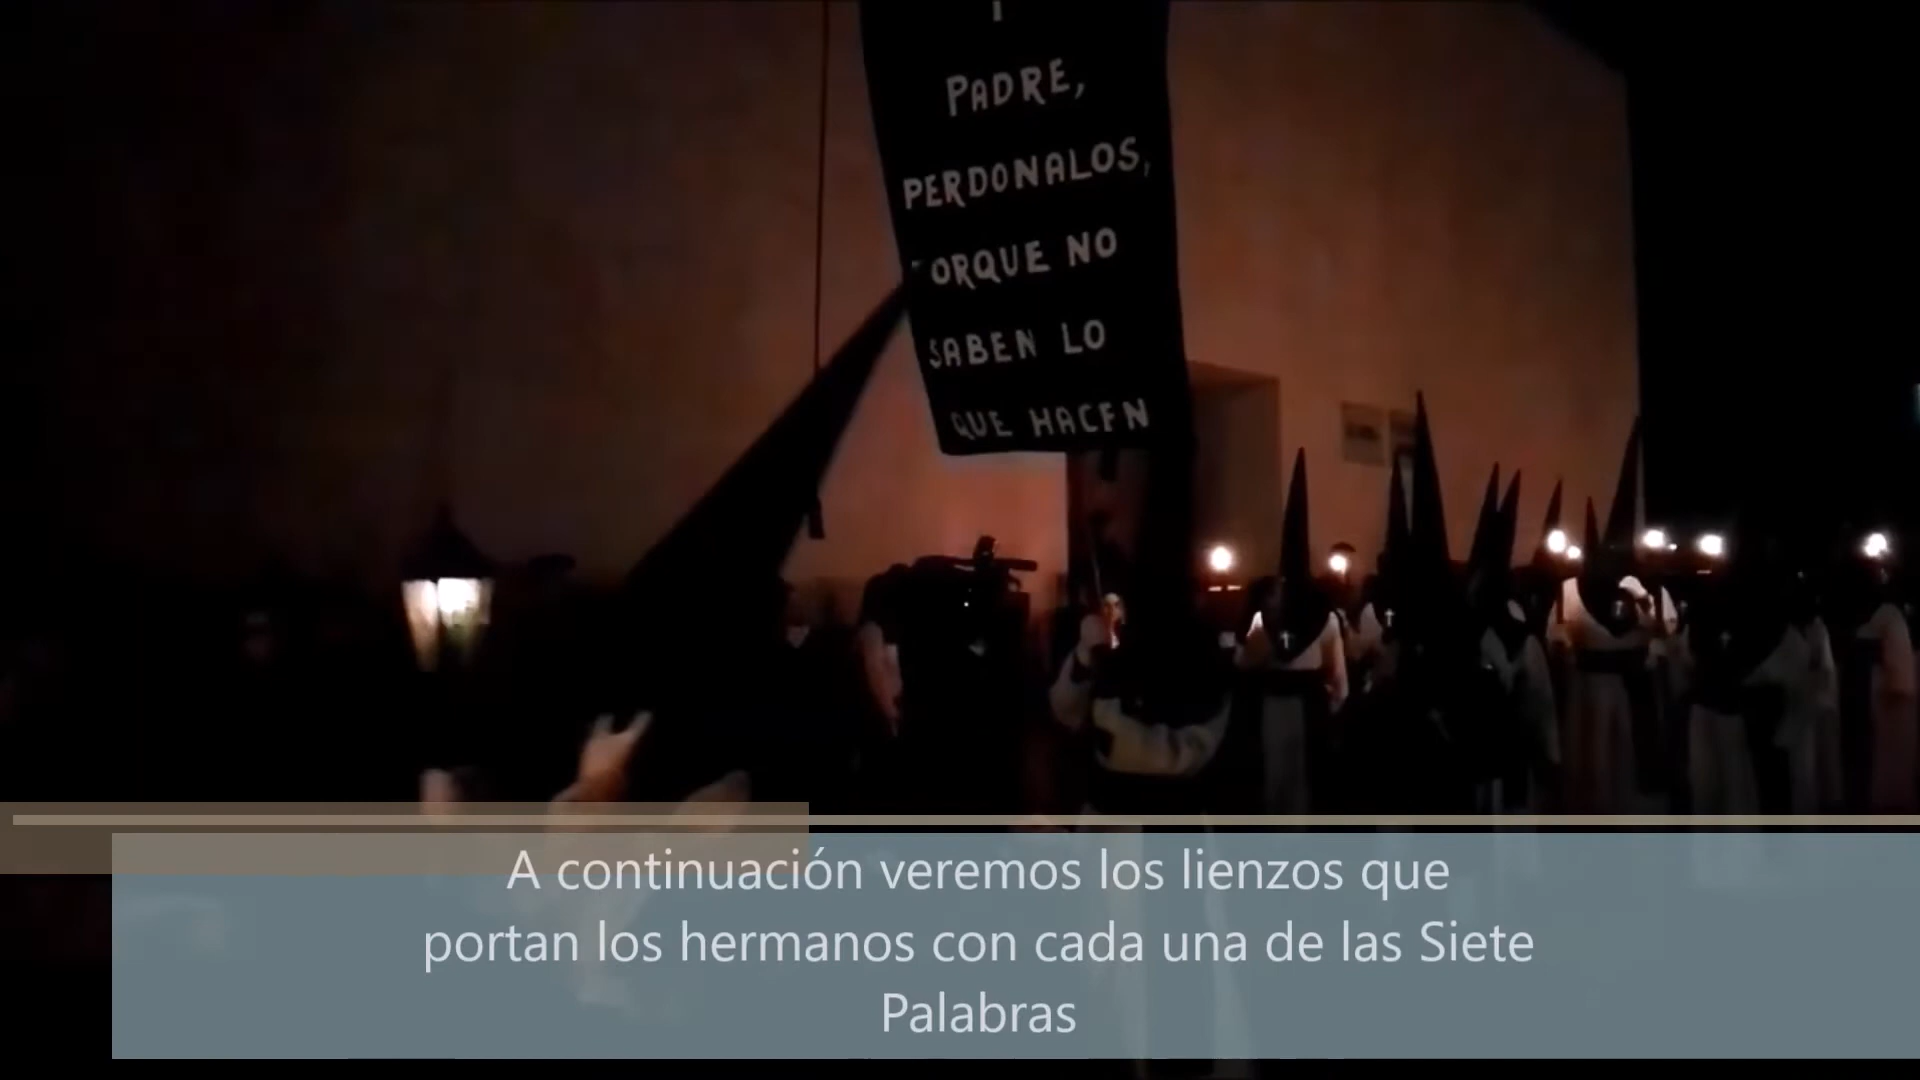 I
PADRE,
PERDONALOS,
PORQUE NO
SABEN LO
QUE HACEN
A continuación veremos los lienzos que
portan los hermanos con cada una de las Siete
Palabras